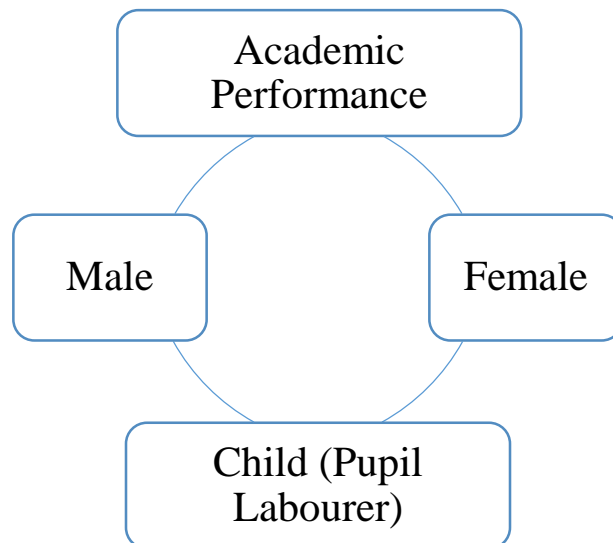 Academic
Performance
Male
Female
Child (Pupil
Labourer)